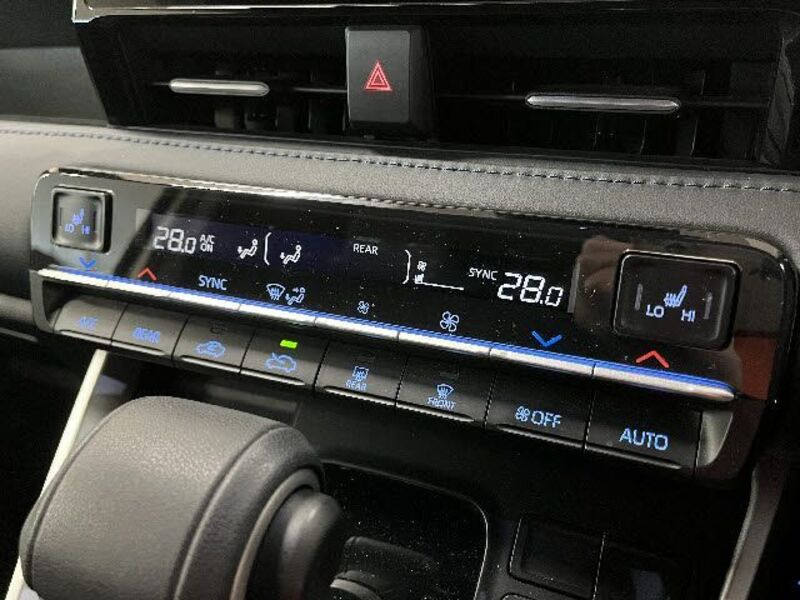 LO HI
28.0 A/C ON
REAR
SYNC 28.0
LO HI
SYNC
A/C
REAR
REAR
FRONT
OFF
AUTO